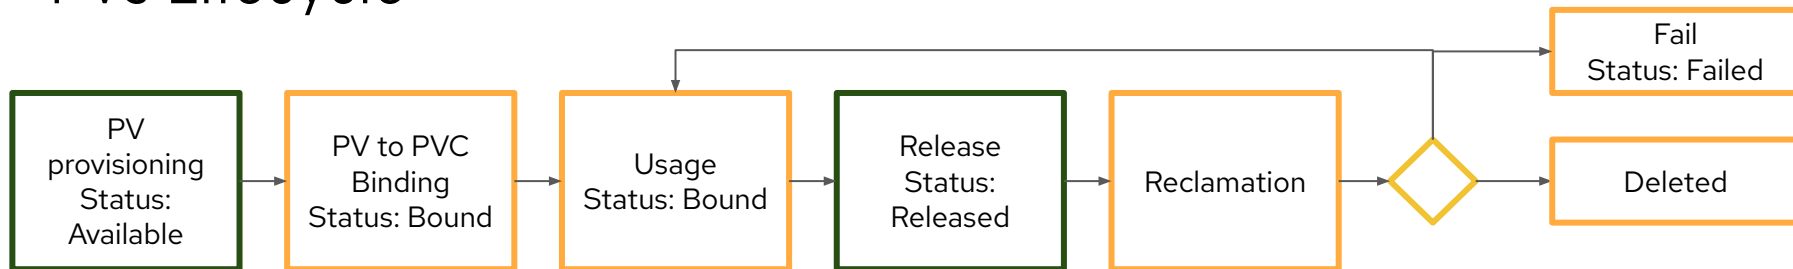 PV
provisioning
Status:
Available
PV to PVC
Binding
Status: Bound
Usage
Status: Bound
Release
Status:
Released
Reclamation
Fail
Status: Failed
Deleted